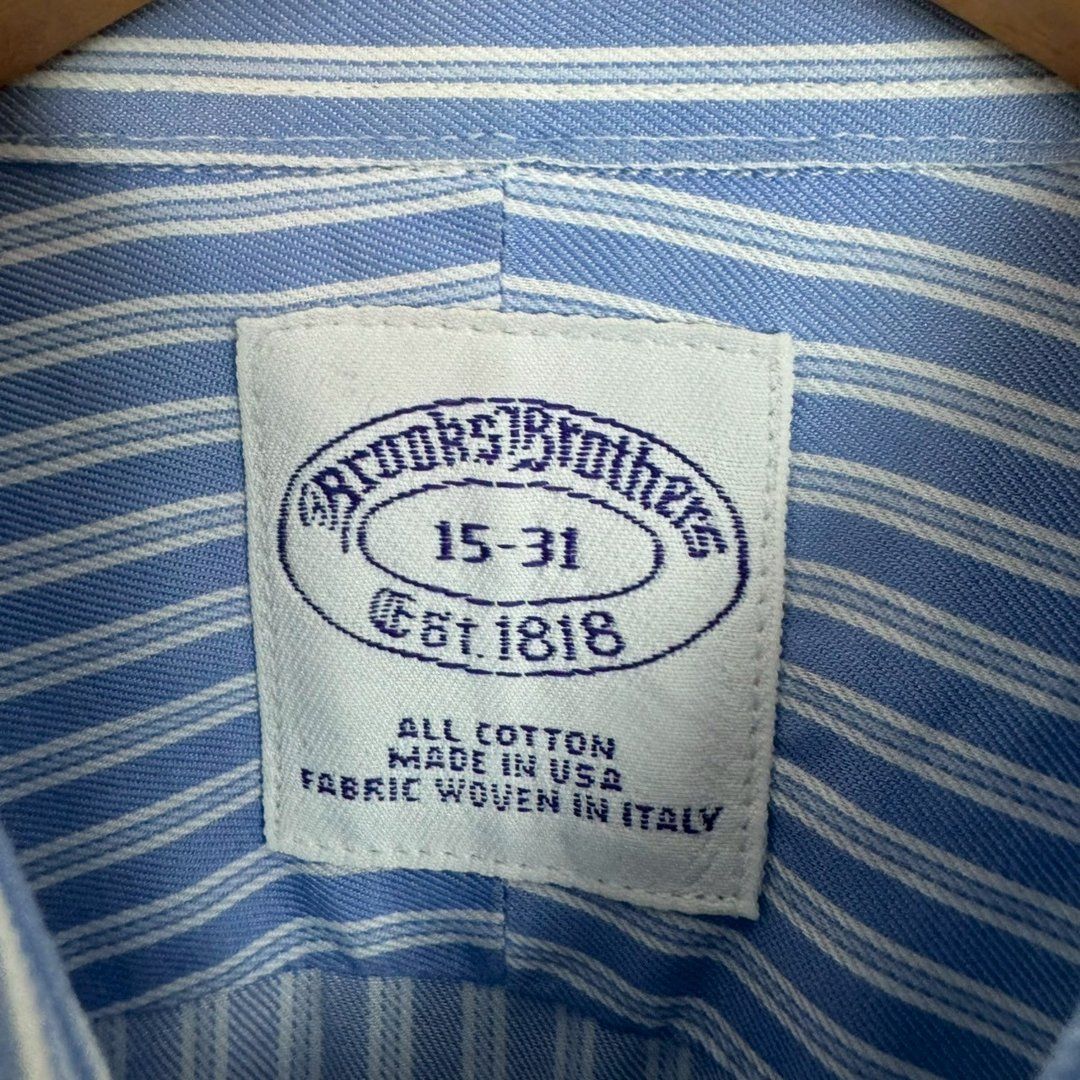 Brooks Brothers
15-31
Est. 1818
ALL COTTON
MADE IN USA
FABRIC WOVEN IN ITALY